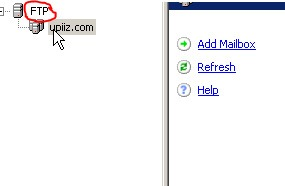 FTP
upiiz.com
Add Mailbox
Refresh
Help